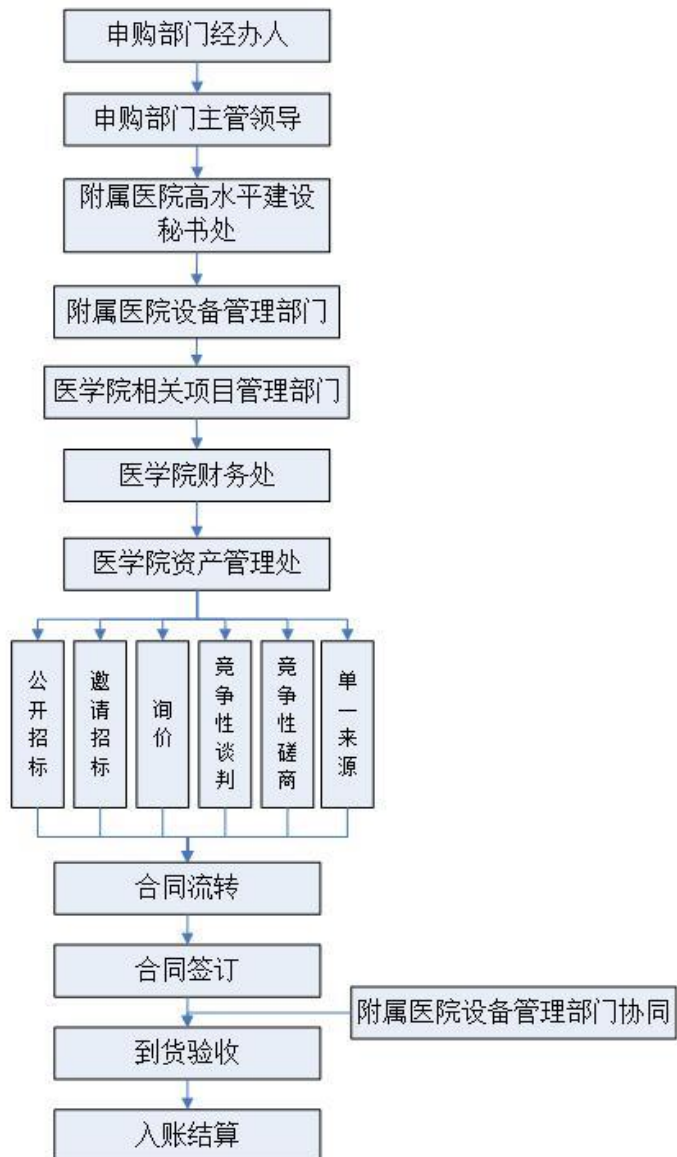 申购部门经办人
申购部门主管领导
附属医院高水平建设
秘书处
附属医院设备管理部门
医学院相关项目管理部门
医学院财务处
医学院资产管理处
公开招标
邀请招标
询价
竞争性谈判
竞争性磋商
单一来源
合同流转
合同签订
附属医院设备管理部门协同
到货验收
入账结算